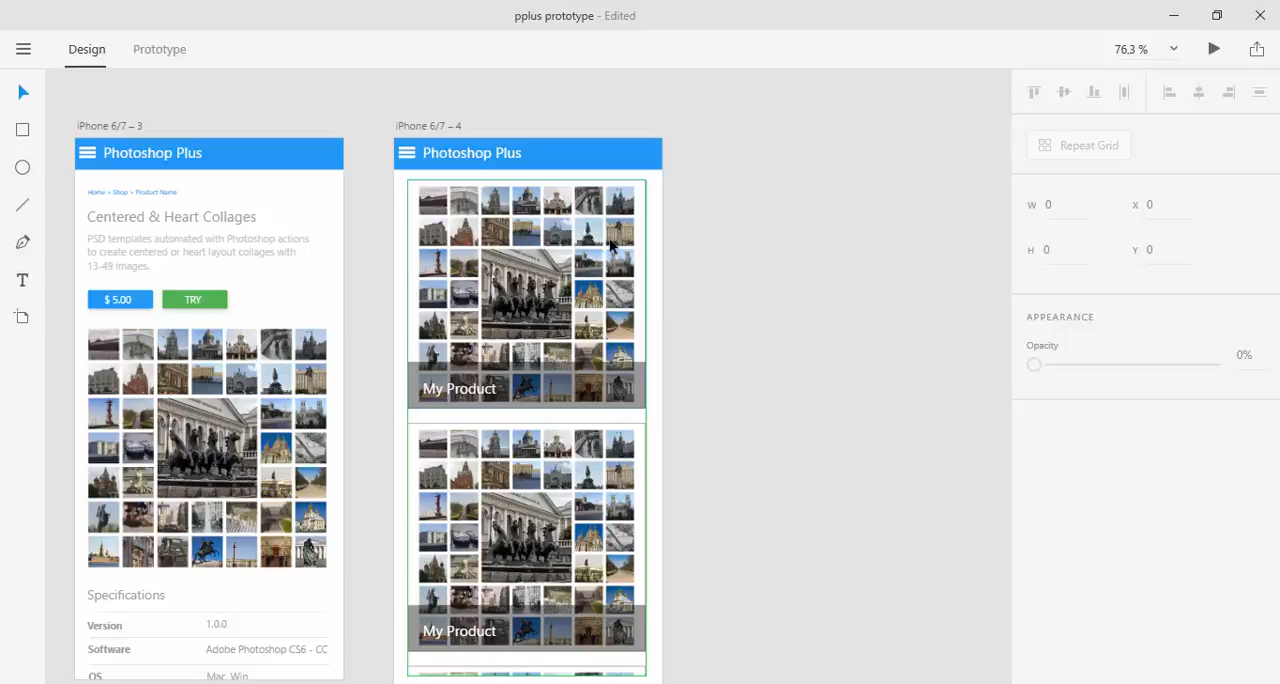 pplus prototype - Edited
Design
Prototype
76,3 %
iPhone 6/7 – 3
iPhone 6/7 – 4
Photoshop Plus
Photoshop Plus
Home > Shop > Product Name
Centered & Heart Collages
PSD templates automated with Photoshop actions
to create centered or heart layout collages with
13-49 images.
$ 5.00
TRY
My Product
My Product
Specifications
Version
1.0.0
Software
Adobe Photoshop CS6 - CC
OS
Mac, Win
T
Repeat Grid
W 0
X 0
H 0
Y 0
APPEARANCE
Opacity
0%